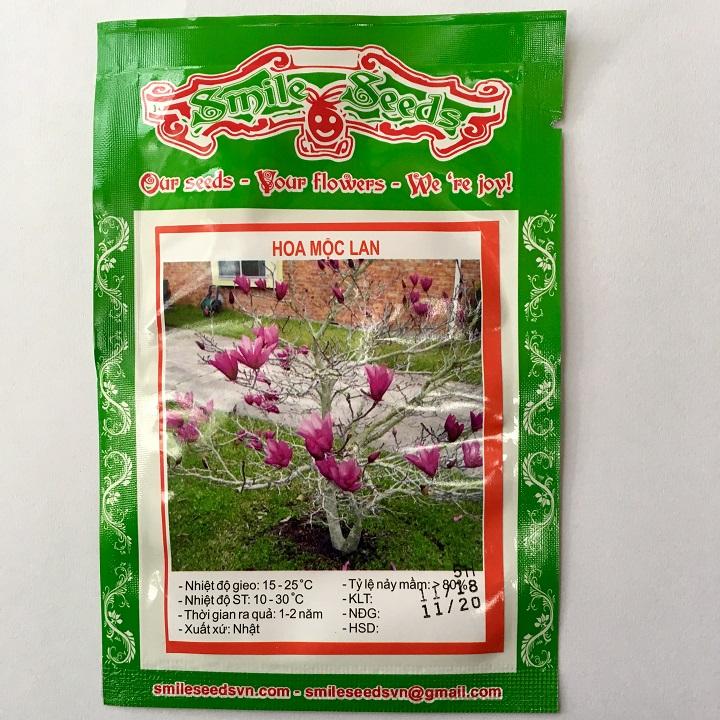 Smile Seeds
Our seeds - Your flowers - We 're joy!
HOA MỘC LAN
- Nhiệt độ gieo: 15 - 25°C
- Nhiệt độ ST: 10 - 30°C
- Thời gian ra quả: 1-2 năm
- Xuất xứ: Nhật
- Tỷ lệ nảy mầm: > 80%
- KLT: 5H
- NĐG: 11/18
- HSD: 11/20
smileseedsvn.com - smileseedsvn@gmail.com